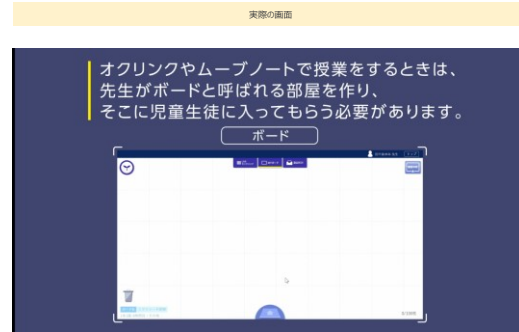 実際の画面
オクリンクやムーブノートで授業をするときは、
先生がボードと呼ばれる部屋を作り、
そこに児童生徒に入ってもらう必要があります。
ボード